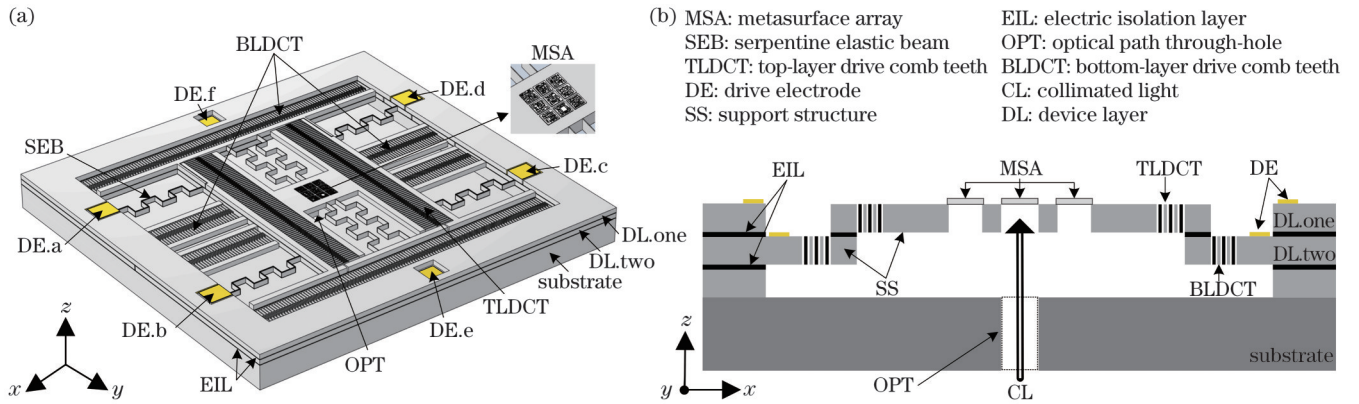 (a)
BLDCT
MSA
DE.f
DE.d
SEB
DE.c
DE.a
DL.one
DL.two
substrate
DE.b
TLDCT
DE.e
OPT
EIL
z
x
y
(b)
MSA: metasurface array
EIL: electric isolation layer
SEB: serpentine elastic beam
OPT: optical path through-hole
TLDCT: top-layer drive comb teeth
BLDCT: bottom-layer drive comb teeth
DE: drive electrode
CL: collimated light
SS: support structure
DL: device layer
EIL
MSA
TLDCT
DE
DL.one
DL.two
SS
BLDCT
z
y
x
OPT
CL
substrate